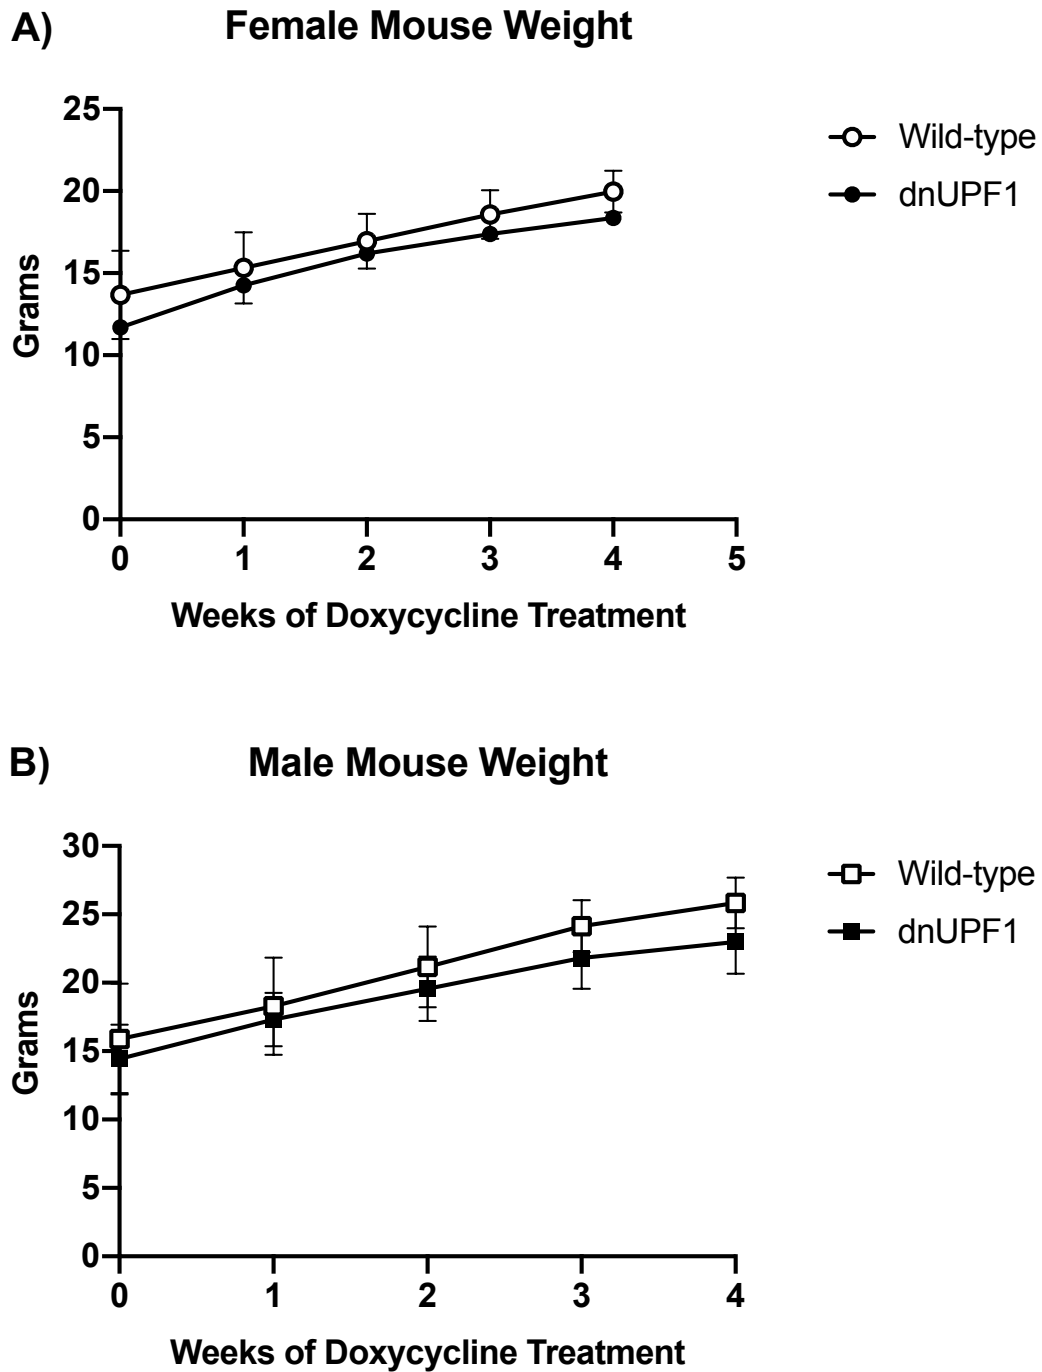 A)
Female Mouse Weight
25
20
15
10
5
0
Grams
0 1 2 3 4 5
Weeks of Doxycycline Treatment
Wild-type
dnUPF1
B)
Male Mouse Weight
30
25
20
15
10
5
0
Grams
0 1 2 3 4
Weeks of Doxycycline Treatment
Wild-type
dnUPF1